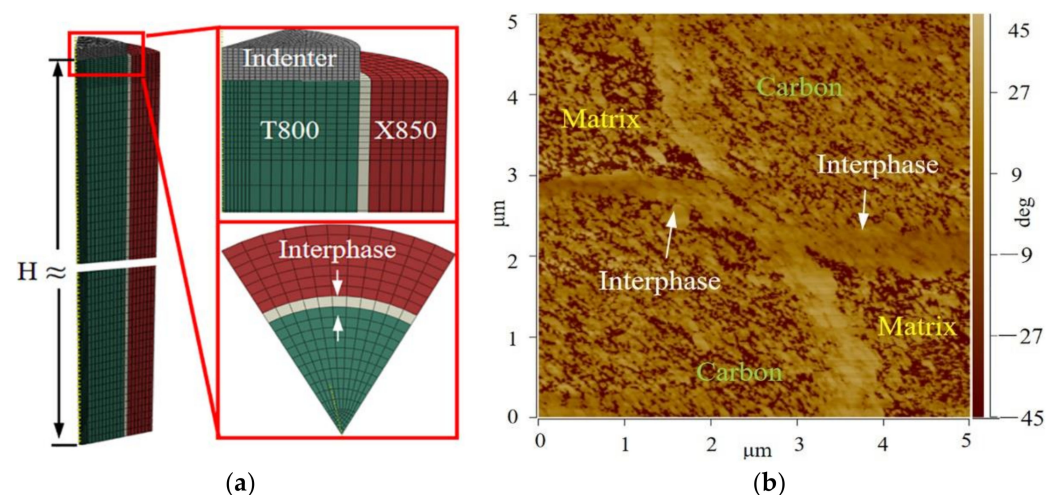 Indenter
T800
X850
H ≈
Interphase
(a)
5
4
3
2
1
0
μm
Carbon
Matrix
Interphase
Interphase
Matrix
Carbon
0
1
2
3
4
5
μm
45
27
9
−9
−27
−45
deg
(b)